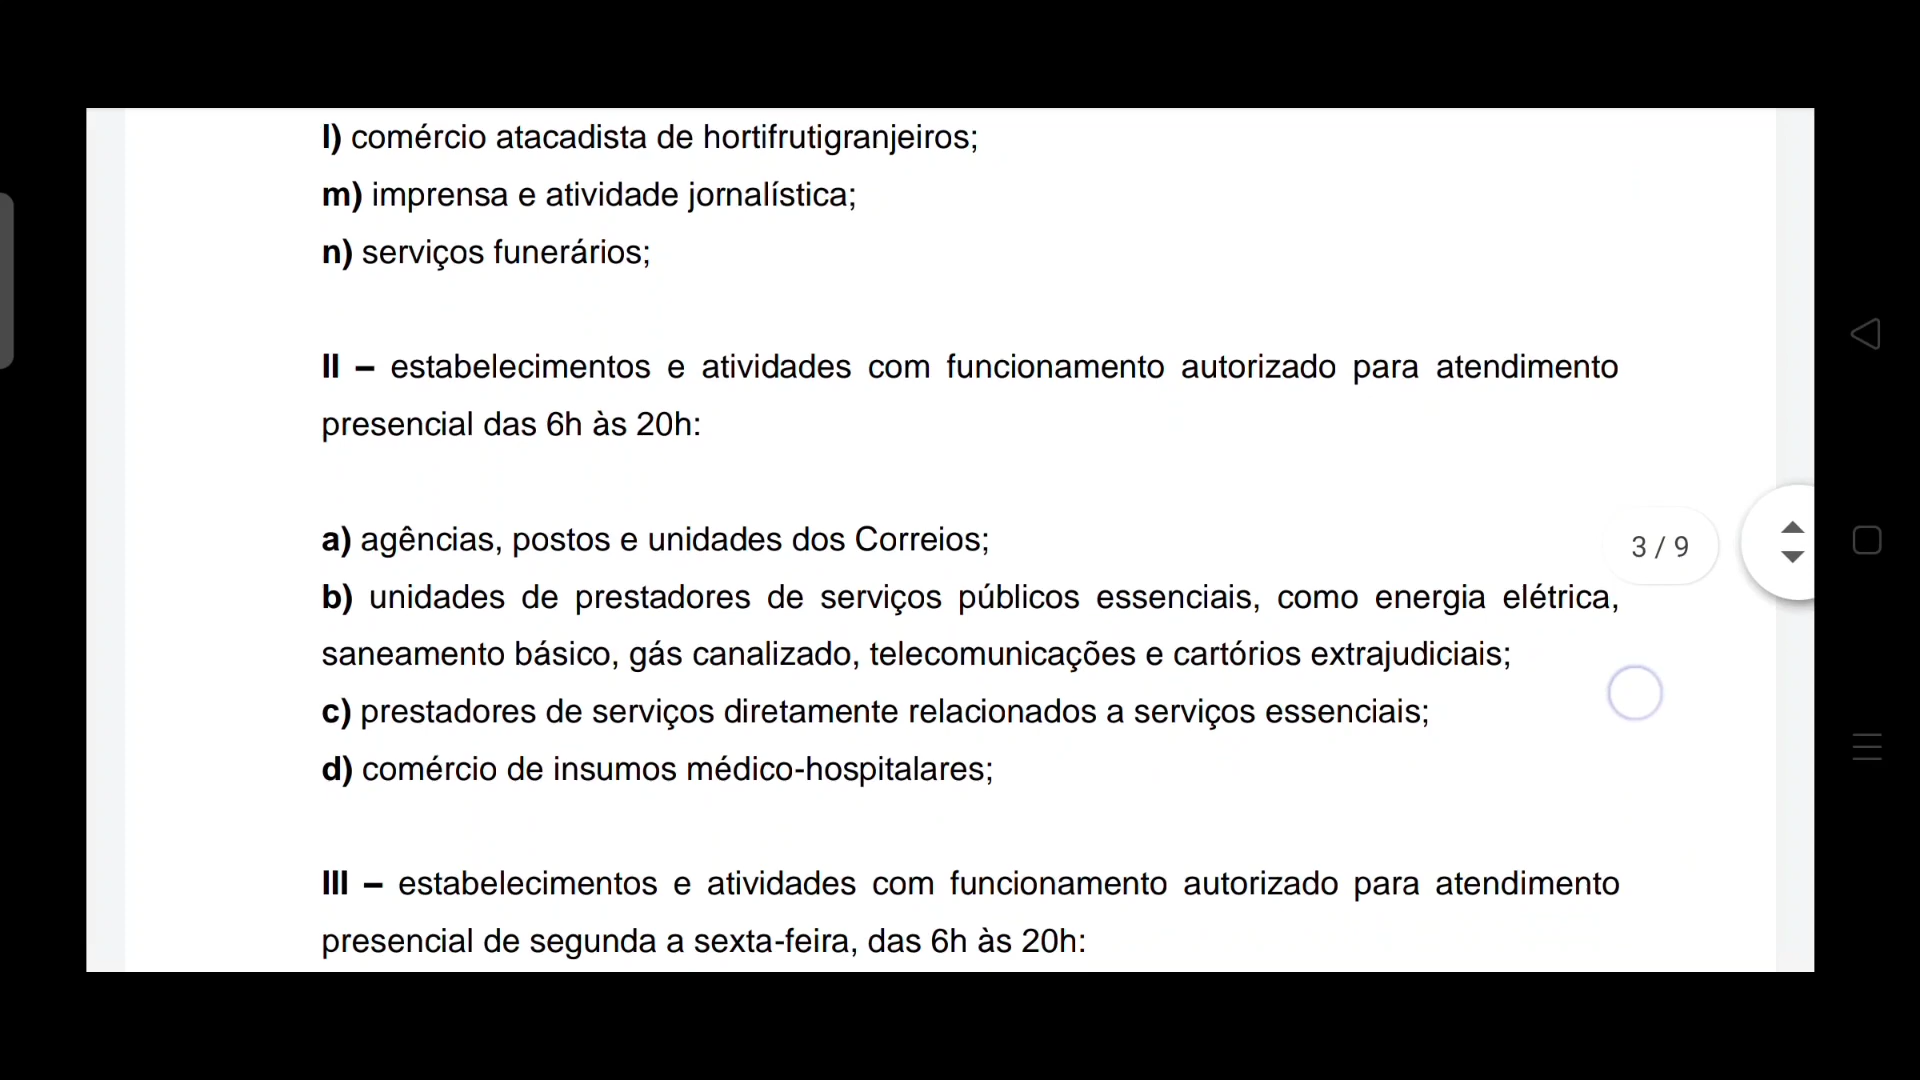 l) comércio atacadista de hortifrutigranjeiros;
m) imprensa e atividade jornalística;
n) serviços funerários;
II – estabelecimentos e atividades com funcionamento autorizado para atendimento
presencial das 6h às 20h:
a) agências, postos e unidades dos Correios;
3 / 9
b) unidades de prestadores de serviços públicos essenciais, como energia elétrica,
saneamento básico, gás canalizado, telecomunicações e cartórios extrajudiciais;
c) prestadores de serviços diretamente relacionados a serviços essenciais;
d) comércio de insumos médico-hospitalares;
III – estabelecimentos e atividades com funcionamento autorizado para atendimento
presencial de segunda a sexta-feira, das 6h às 20h: